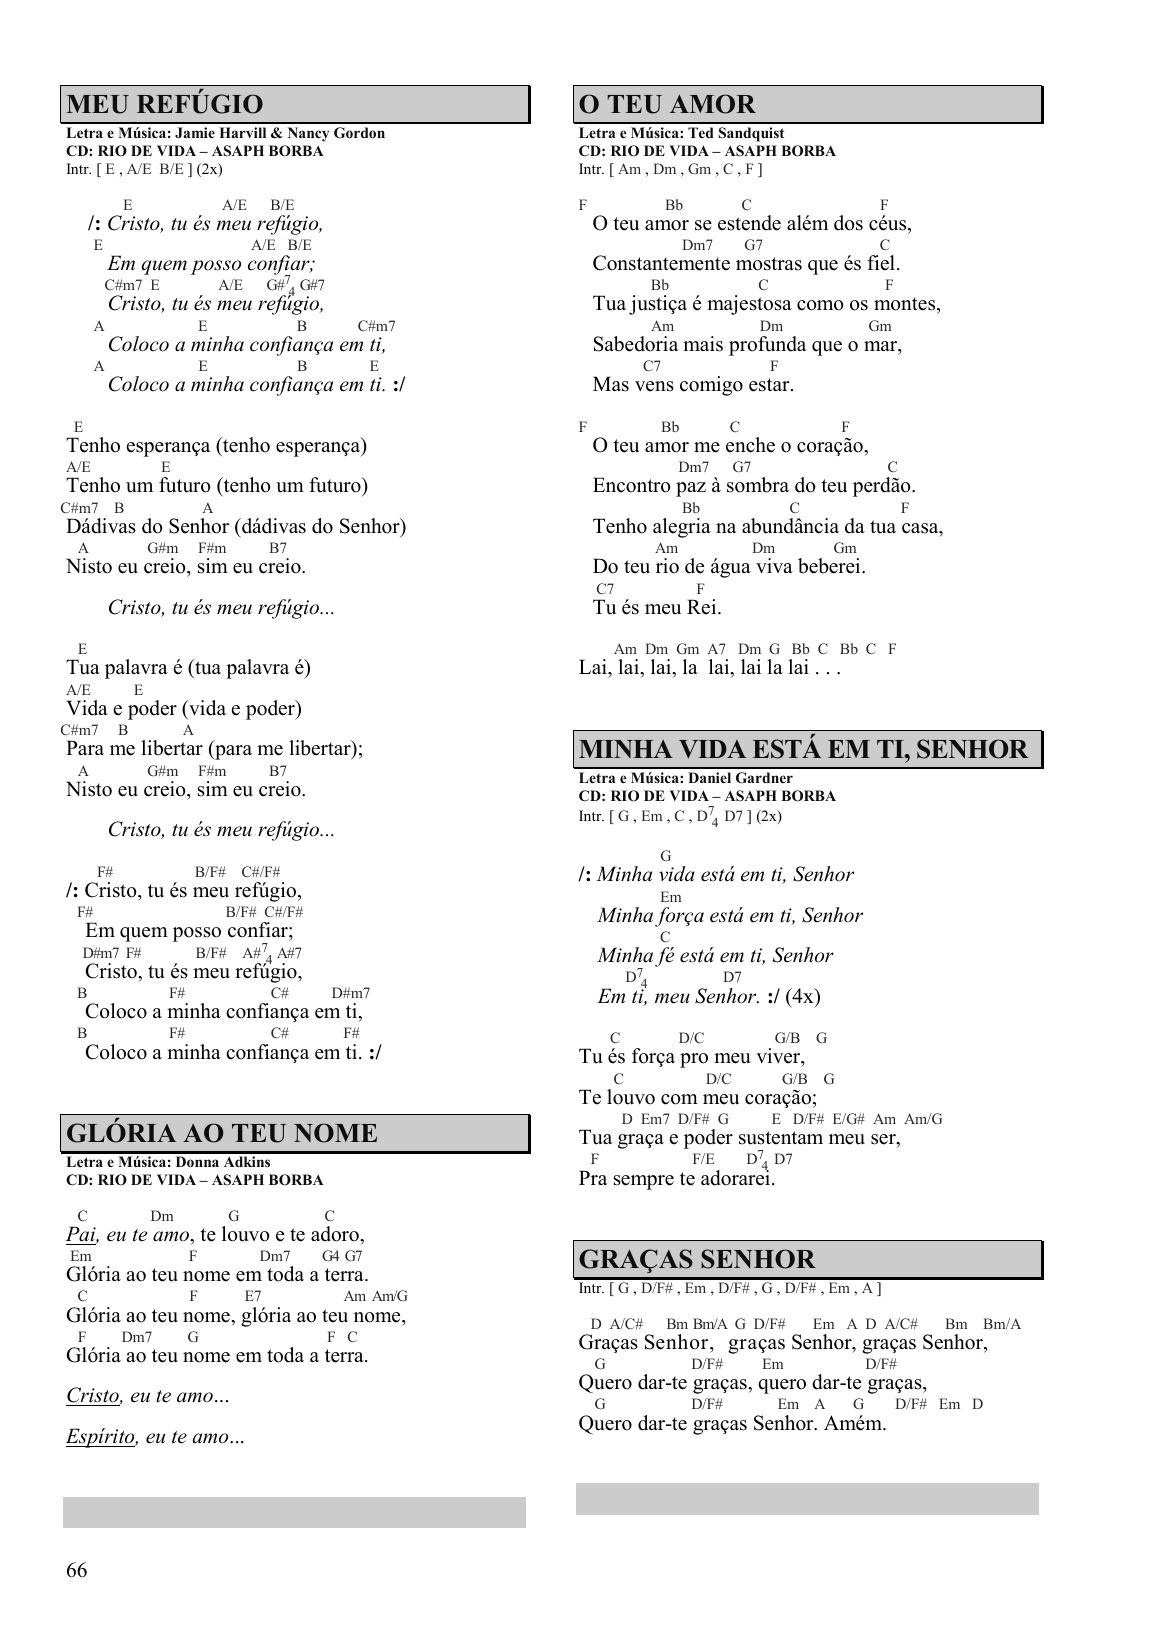 MEU REFÚGIO
Letra e Música: Jamie Harvill & Nancy Gordon
CD: RIO DE VIDA – ASAPH BORBA
Intr. [ E , A/E B/E ] (2x)
E A/E B/E
/: Cristo, tu és meu refúgio,
E A/E B/E
Em quem posso confiar;
C#m7 E A/E G#7/4 G#7
Cristo, tu és meu refúgio,
A E B C#m7
Coloco a minha confiança em ti,
A E B E
Coloco a minha confiança em ti. :/
E
Tenho esperança (tenho esperança)
A/E E
Tenho um futuro (tenho um futuro)
C#m7 B A
Dádivas do Senhor (dádivas do Senhor)
A G#m F#m B7
Nisto eu creio, sim eu creio.
Cristo, tu és meu refúgio...
E
Tua palavra é (tua palavra é)
A/E E
Vida e poder (vida e poder)
C#m7 B A
Para me libertar (para me libertar);
A G#m F#m B7
Nisto eu creio, sim eu creio.
Cristo, tu és meu refúgio...
F# B/F# C#/F#
/: Cristo, tu és meu refúgio,
F# B/F# C#/F#
Em quem posso confiar;
D#m7 F# B/F# A#7/4 A#7
Cristo, tu és meu refúgio,
B F# C# D#m7
Coloco a minha confiança em ti,
B F# C# F#
Coloco a minha confiança em ti. :/
GLÓRIA AO TEU NOME
Letra e Música: Donna Adkins
CD: RIO DE VIDA – ASAPH BORBA
C Dm G C
Pai, eu te amo, te louvo e te adoro,
Em F Dm7 G4 G7
Glória ao teu nome em toda a terra.
C F E7 Am Am/G
Glória ao teu nome, glória ao teu nome,
F Dm7 G F C
Glória ao teu nome em toda a terra.
Cristo, eu te amo...
Espírito, eu te amo...
66
O TEU AMOR
Letra e Música: Ted Sandquist
CD: RIO DE VIDA – ASAPH BORBA
Intr. [ Am , Dm , Gm , C , F ]
F Bb C F
O teu amor se estende além dos céus,
Dm7 G7 C
Constantemente mostras que és fiel.
Bb C F
Tua justiça é majestosa como os montes,
Am Dm Gm
Sabedoria mais profunda que o mar,
C7 F
Mas vens comigo estar.
F Bb C F
O teu amor me enche o coração,
Dm7 G7 C
Encontro paz à sombra do teu perdão.
Bb C F
Tenho alegria na abundância da tua casa,
Am Dm Gm
Do teu rio de água viva beberei.
C7 F
Tu és meu Rei.
Am Dm Gm A7 Dm G Bb C Bb C F
Lai, lai, lai, la lai, lai la lai . . .
MINHA VIDA ESTÁ EM TI, SENHOR
Letra e Música: Daniel Gardner
CD: RIO DE VIDA – ASAPH BORBA
Intr. [ G , Em , C , D7/4 D7 ] (2x)
G
/: Minha vida está em ti, Senhor
Em
Minha força está em ti, Senhor
C
Minha fé está em ti, Senhor
D7/4 D7
Em ti, meu Senhor. :/ (4x)
C D/C G/B G
Tu és força pro meu viver,
C D/C G/B G
Te louvo com meu coração;
D Em7 D/F# G E D/F# E/G# Am Am/G
Tua graça e poder sustentam meu ser,
F F/E D7/4 D7
Pra sempre te adorarei.
GRAÇAS SENHOR
Intr. [ G , D/F# , Em , D/F# , G , D/F# , Em , A ]
D A/C# Bm Bm/A G D/F# Em A D A/C# Bm Bm/A
Graças Senhor, graças Senhor, graças Senhor,
G D/F# Em D/F#
Quero dar-te graças, quero dar-te graças,
G D/F# Em A G D/F# Em D
Quero dar-te graças Senhor. Amém.